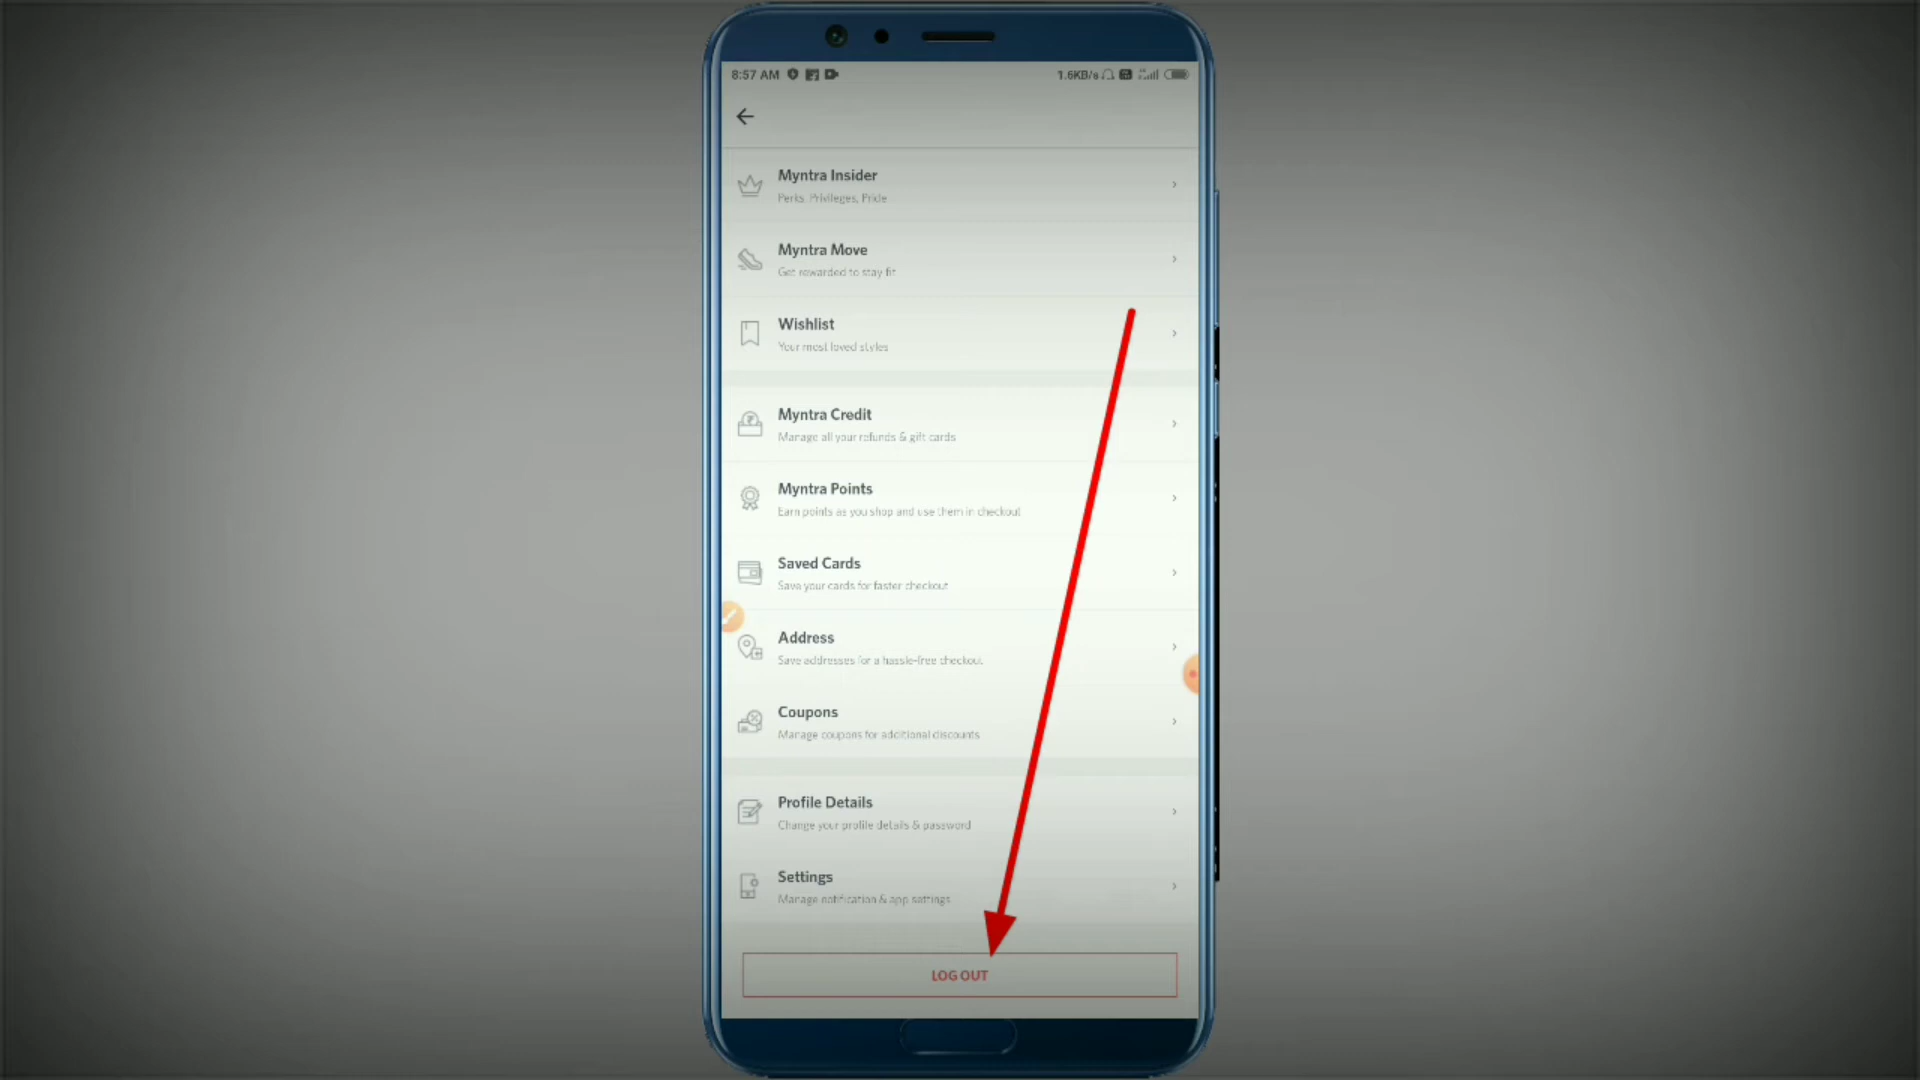 8:57 AM 1.6KB/s
Myntra Insider
Perks, Privileges, Pride
Myntra Move
Get rewarded to stay fit
Wishlist
Your most loved styles
Myntra Credit
Manage all your refunds & gift cards
Myntra Points
Earn points as you shop and use them in checkout
Saved Cards
Save your cards for faster checkout
Address
Save addresses for a hassle-free checkout
Coupons
Manage coupons for additional discounts
Profile Details
Change your profile details & password
Settings
Manage notification & app settings
LOG OUT